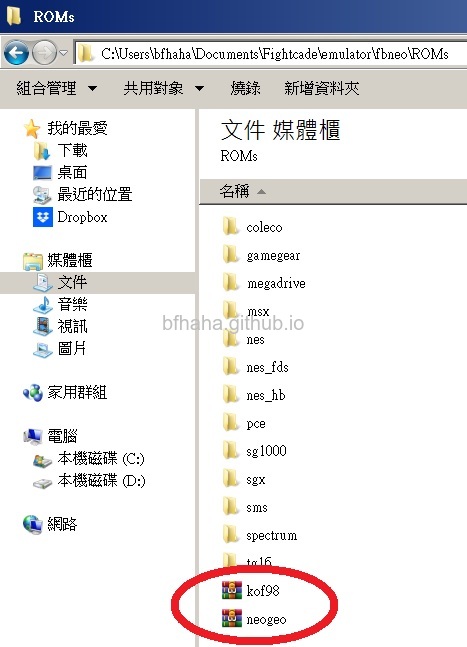 ROMs
C:\Users\bfhaha\Documents\Fightcade\emulator\fbneo\ROMs
組合管理 共用對象 燒錄 新增資料夾
我的最愛
下載
桌面
最近的位置
Dropbox
媒體櫃
文件
音樂
視訊
圖片
家用群組
電腦
本機磁碟 (C:)
本機磁碟 (D:)
網路
文件 媒體櫃
ROMs
名稱
coleco
gamegear
megadrive
msx
bfhaha.github.io
nes
nes_fds
nes_hb
pce
sg1000
sgx
sms
spectrum
tg16
kof98
neogeo